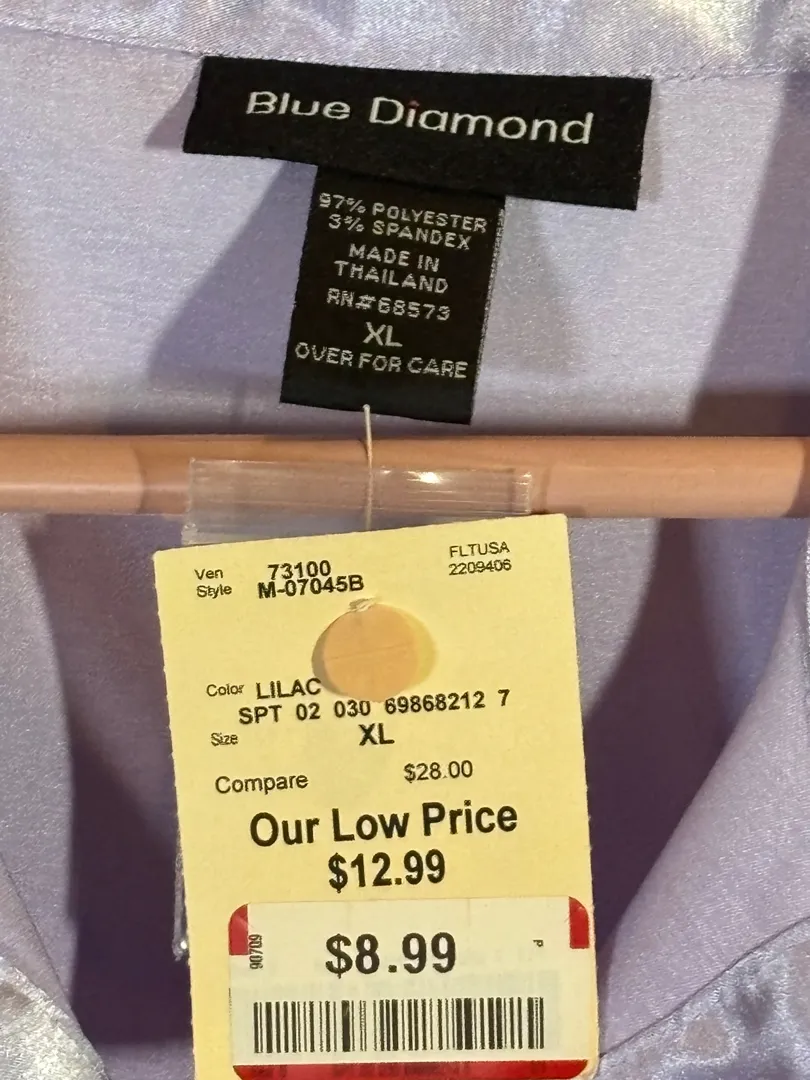 Blue Diamond
97% POLYESTER
3% SPANDEX
MADE IN
THAILAND
RN#68573
XL
OVER FOR CARE
Ven 73100 FLTUSA
Style M-07045B 2209406
Color LILAC
SPT 02 030 69868212 7
Size XL
Compare $28.00
Our Low Price
$12.99
90709 $8.99 P